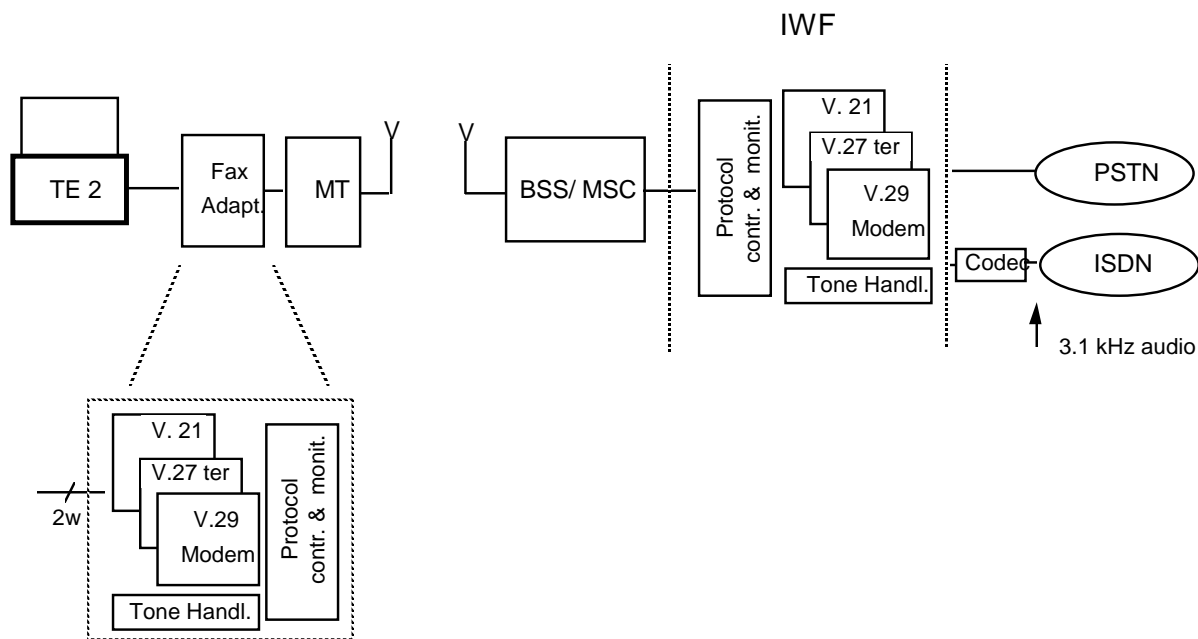 IWF
TE 2
Fax
Adapt.
MT
BSS/ MSC
Protocol
contr. & monit.
V. 21
V.27 ter
V.29
Modem
Tone Handl.
PSTN
Codec
ISDN
3.1 kHz audio
2w
V. 21
V.27 ter
V.29
Modem
Tone Handl.
Protocol
contr. & monit.